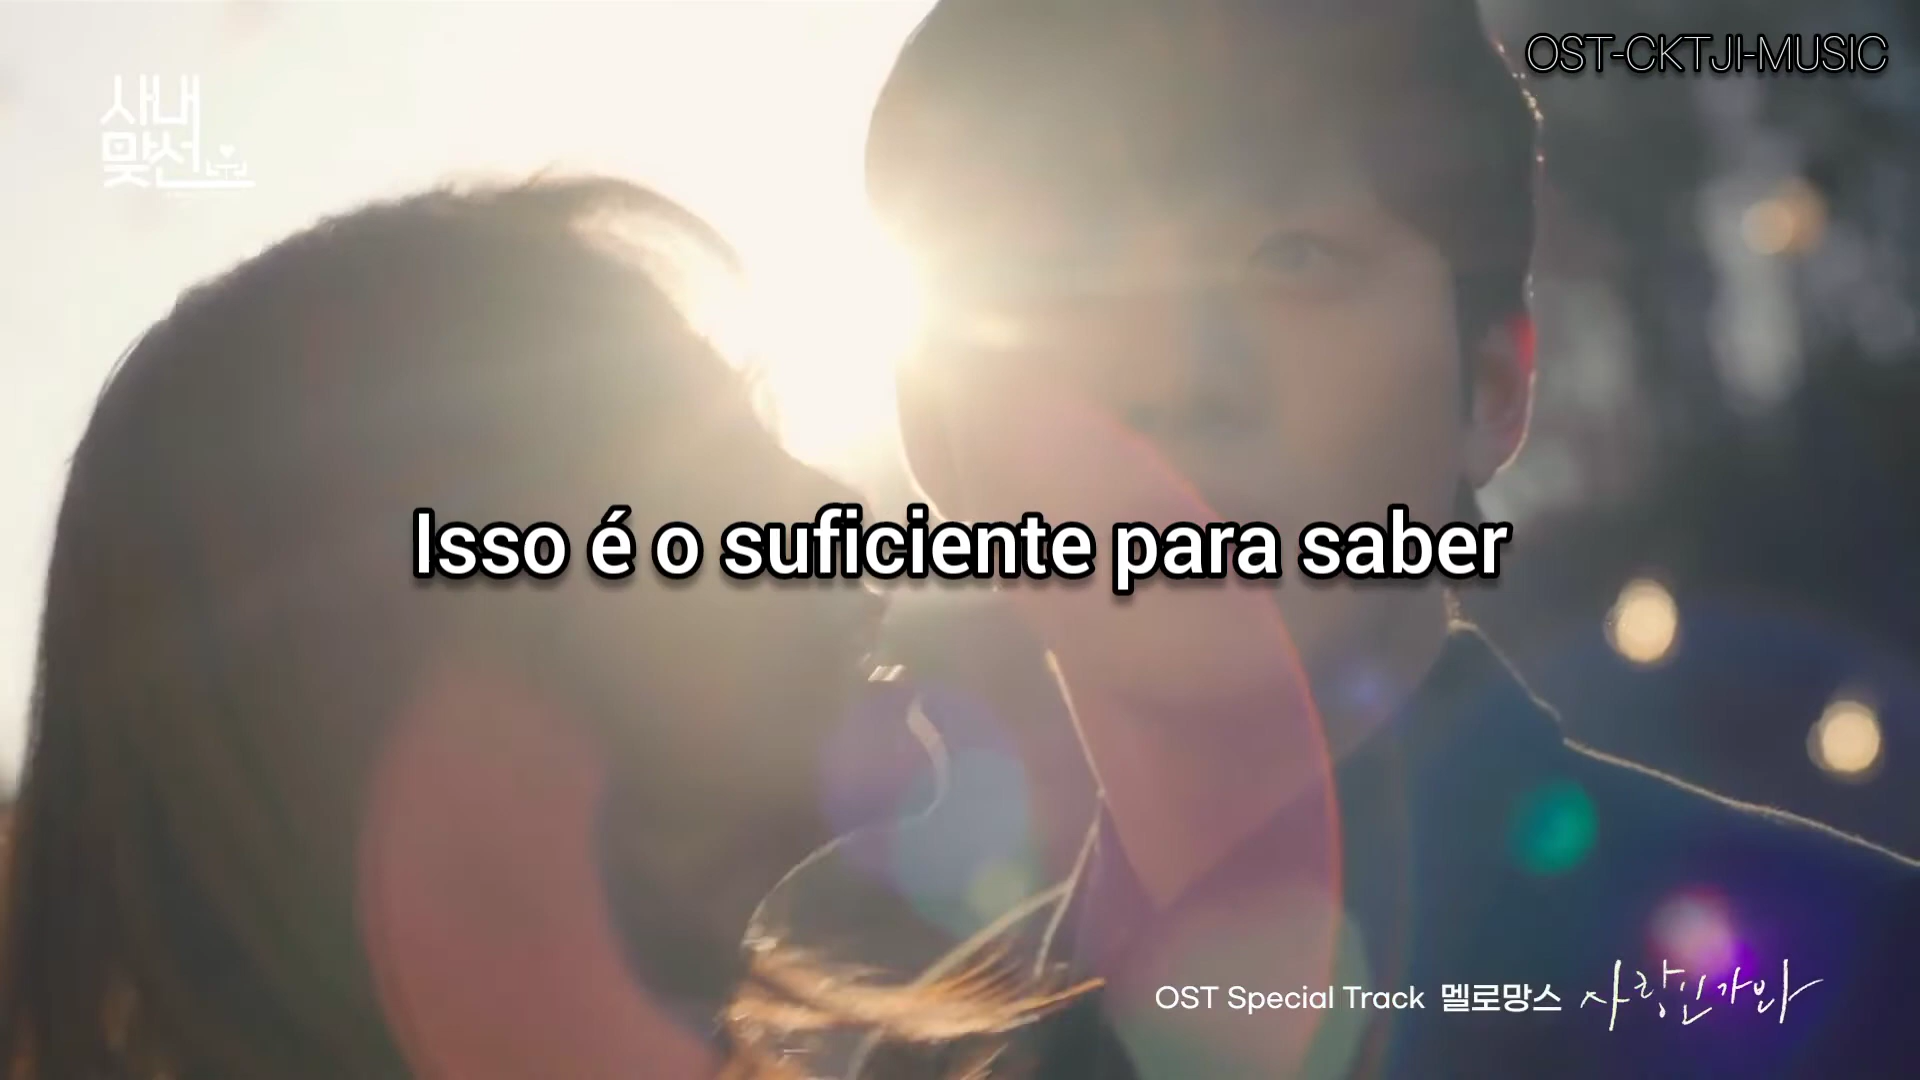 OST-CKTJI-MUSIC
사내
맞선
Isso é o suficiente para saber
OST Special Track 멜로망스 사랑인가봐